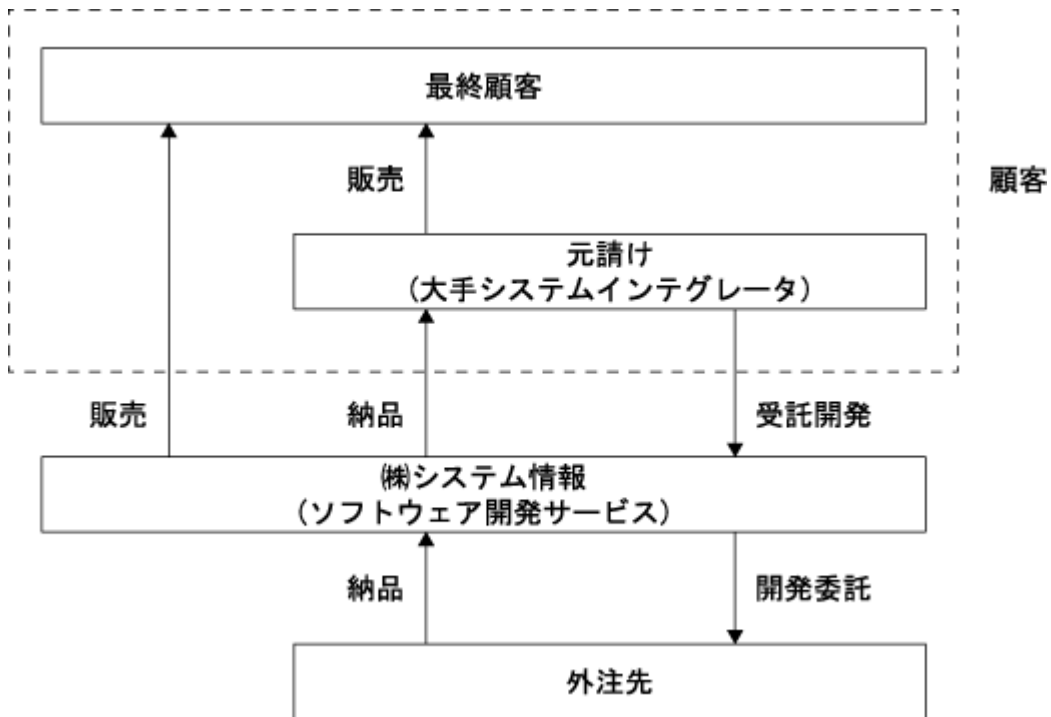 最終顧客
販売
顧客
元請け
（大手システムインテグレータ）
販売
納品
受託開発
㈱システム情報
（ソフトウェア開発サービス）
納品
開発委託
外注先